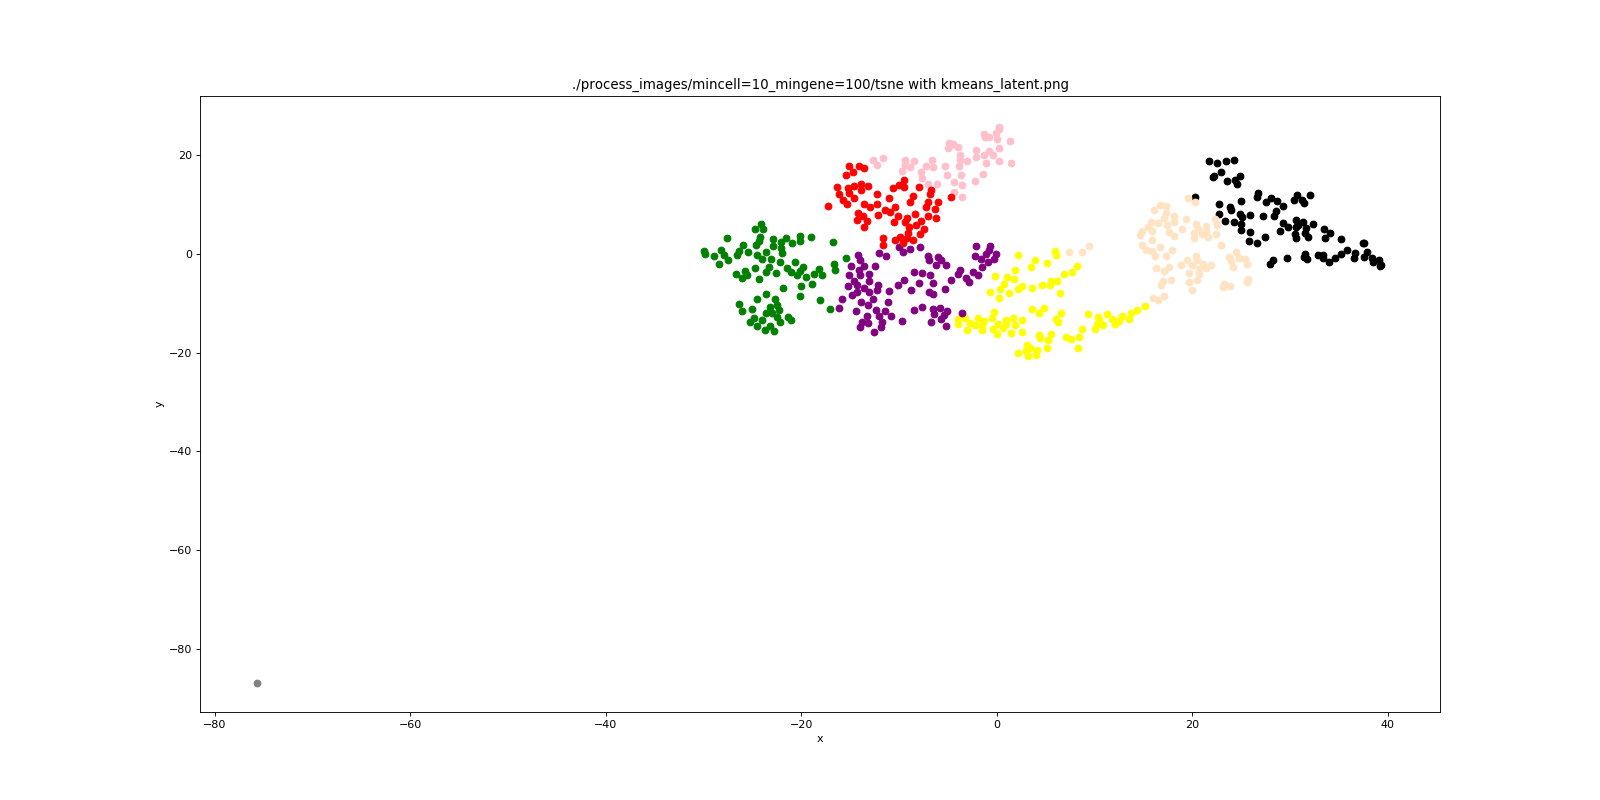 ./process_images/mincell=10_mingene=100/tsne with kmeans_latent.png
20
0
−20
−40
−60
−80
y
−80 −60 −40 −20 0 20 40
x